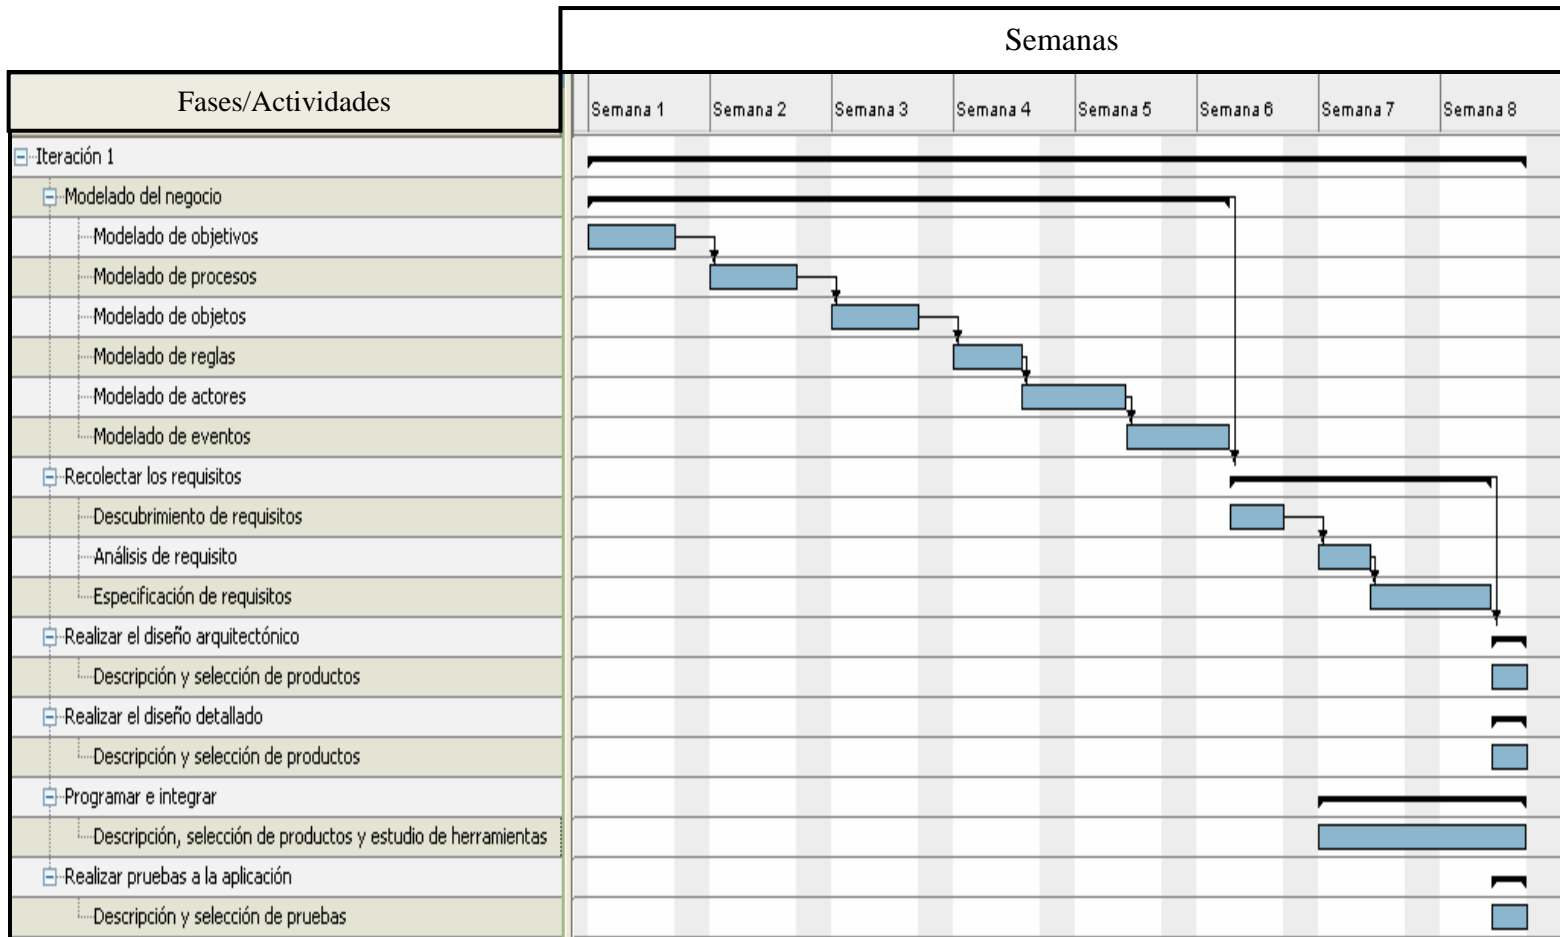 Semanas
Fases/Actividades
Semana 1 Semana 2 Semana 3 Semana 4 Semana 5 Semana 6 Semana 7 Semana 8
Iteración 1
Modelado del negocio
Modelado de objetivos
Modelado de procesos
Modelado de objetos
Modelado de reglas
Modelado de actores
Modelado de eventos
Recolectar los requisitos
Descubrimiento de requisitos
Análisis de requisito
Especificación de requisitos
Realizar el diseño arquitectónico
Descripción y selección de productos
Realizar el diseño detallado
Descripción y selección de productos
Programar e integrar
Descripción, selección de productos y estudio de herramientas
Realizar pruebas a la aplicación
Descripción y selección de pruebas